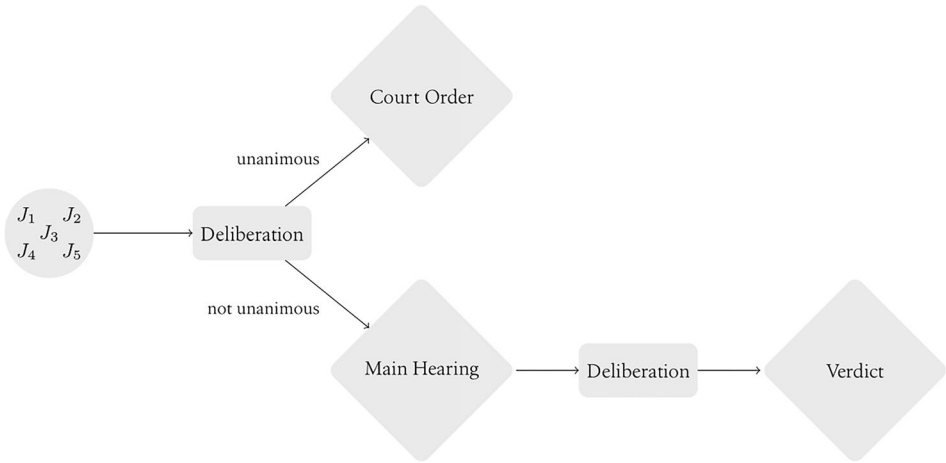 Court Order
unanimous
J₁ J₂
J₃
J₄ J₅
Deliberation
not unanimous
Main Hearing
Deliberation
Verdict